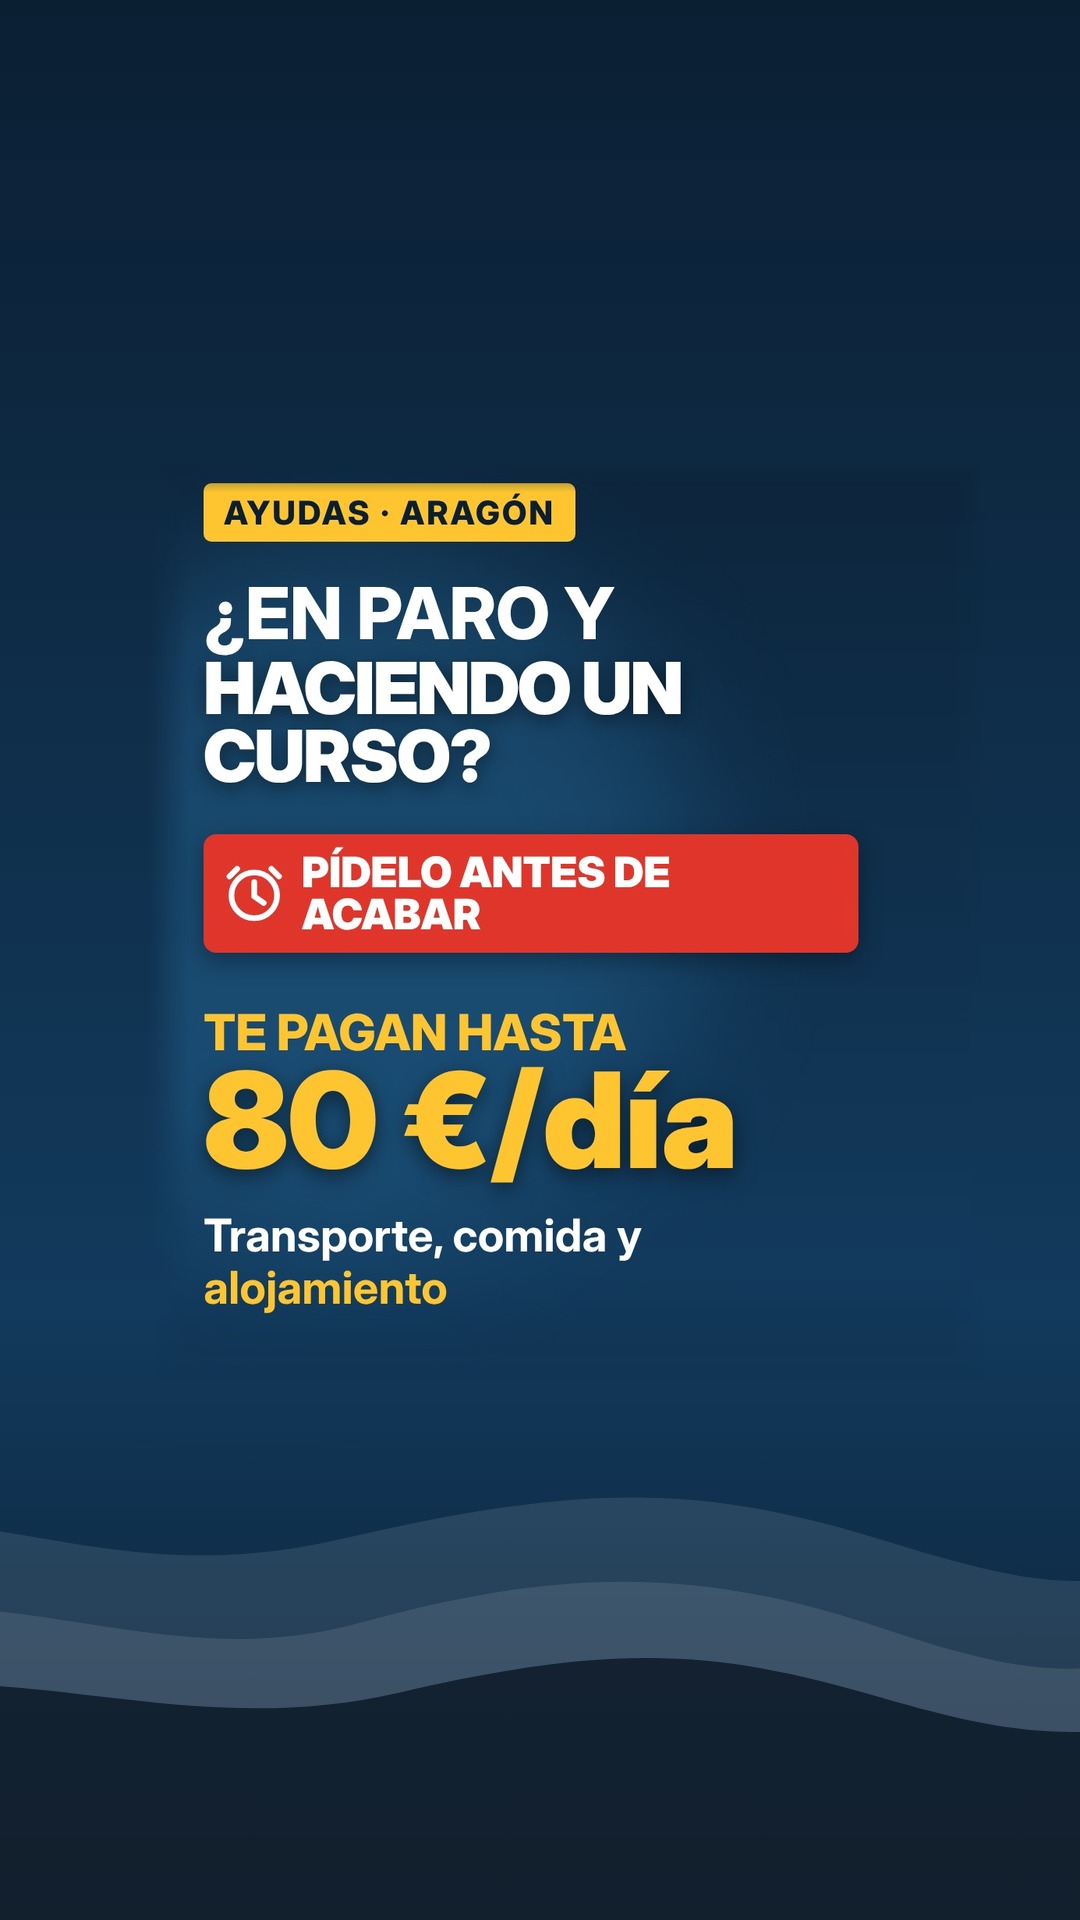 AYUDAS · ARAGÓN
¿EN PARO Y
HACIENDO UN
CURSO?
PÍDELO ANTES DE
ACABAR
TE PAGAN HASTA
80 €/día
Transporte, comida y
alojamiento